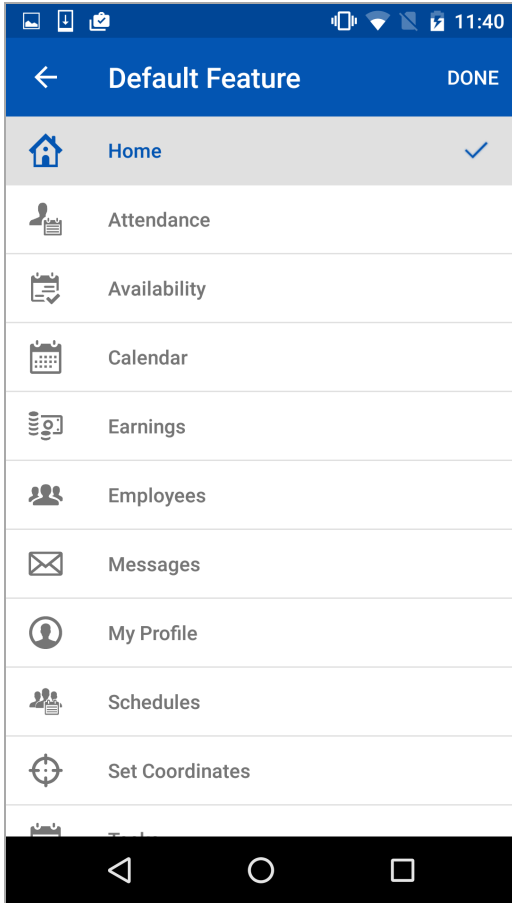 11:40
Default Feature
DONE
Home
Attendance
Availability
Calendar
Earnings
Employees
Messages
My Profile
Schedules
Set Coordinates